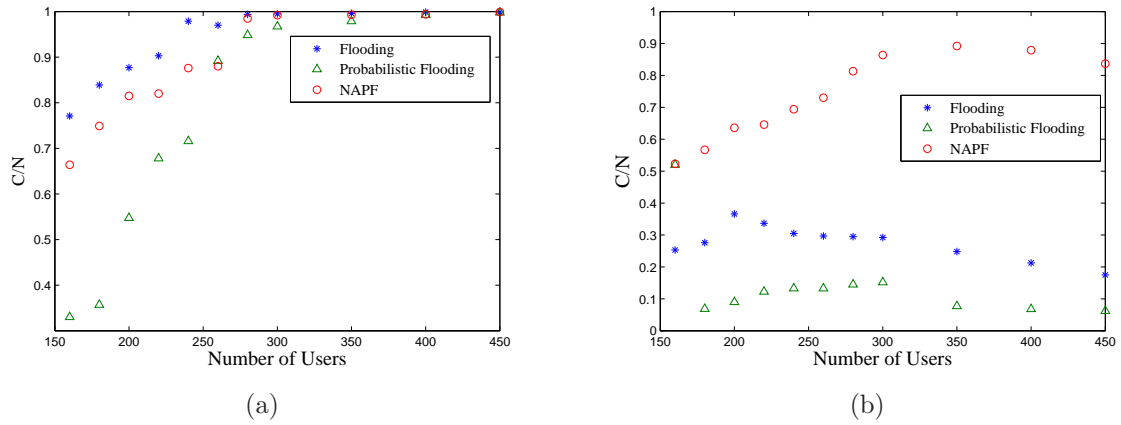 1
0.9
0.8
0.7
0.6
0.5
0.4
C/N
150 200 250 300 350 400 450
Number of Users
Flooding
Probabilistic Flooding
NAPF
(a)
1
0.9
0.8
0.7
0.6
0.5
0.4
0.3
0.2
0.1
0
C/N
150 200 250 300 350 400 450
Number of Users
Flooding
Probabilistic Flooding
NAPF
(b)